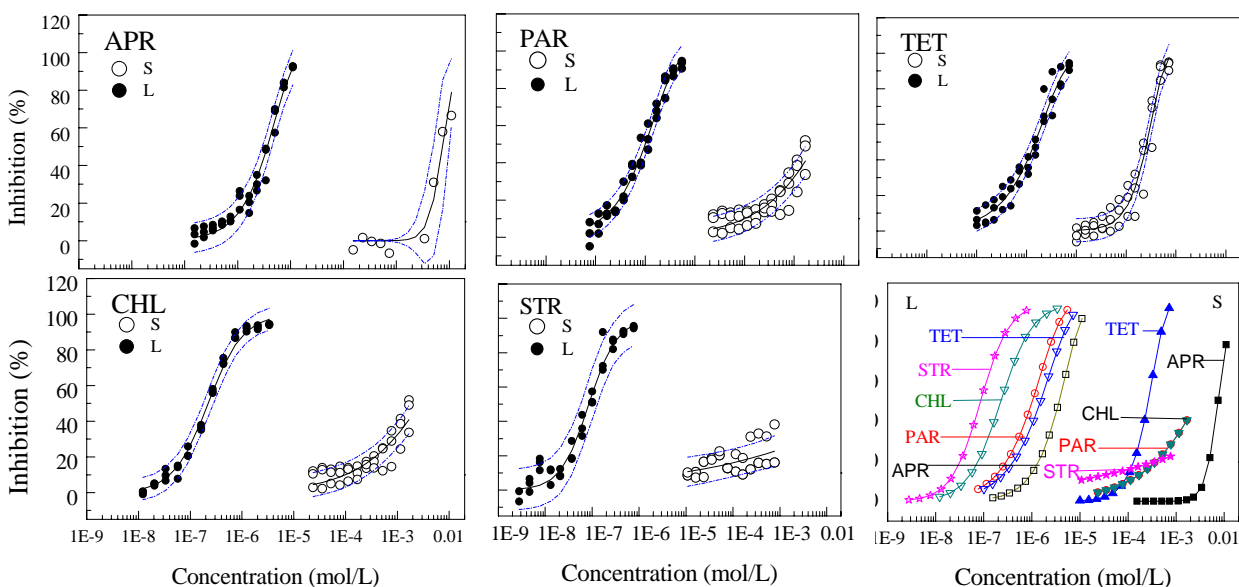 120
100
80
60
40
20
0
Inhibition (%)
APR
S
L
PAR
S
L
TET
S
L
120
100
80
60
40
20
0
Inhibition (%)
CHL
S
L
1E-9 1E-8 1E-7 1E-6 1E-5 1E-4 1E-3 0.01
Concentration (mol/L)
STR
S
L
1E-9 1E-8 1E-7 1E-6 1E-5 1E-4 1E-3 0.01
Concentration (mol/L)
L
S
TET
TET
STR
APR
CHL
CHL
PAR
PAR
STR
APR
1E-9 1E-8 1E-7 1E-6 1E-5 1E-4 1E-3 0.01
Concentration (mol/L)